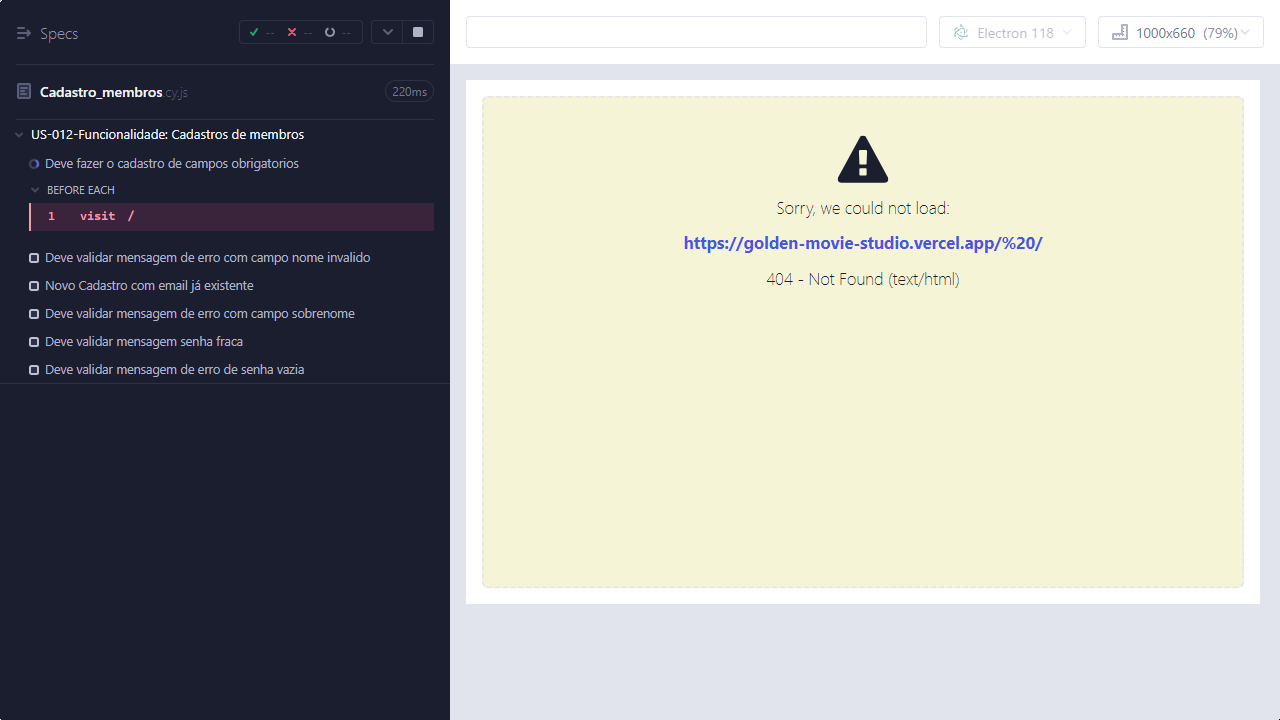 Specs
-- -- --
Cadastro_membros.cy.js 220ms
US-012-Funcionalidade: Cadastros de membros
Deve fazer o cadastro de campos obrigatorios
BEFORE EACH
1 visit /
Deve validar mensagem de erro com campo nome invalido
Novo Cadastro com email já existente
Deve validar mensagem de erro com campo sobrenome
Deve validar mensagem senha fraca
Deve validar mensagem de erro de senha vazia
Electron 118
1000x660 (79%)
Sorry, we could not load:
https://golden-movie-studio.vercel.app/%20/
404 - Not Found (text/html)